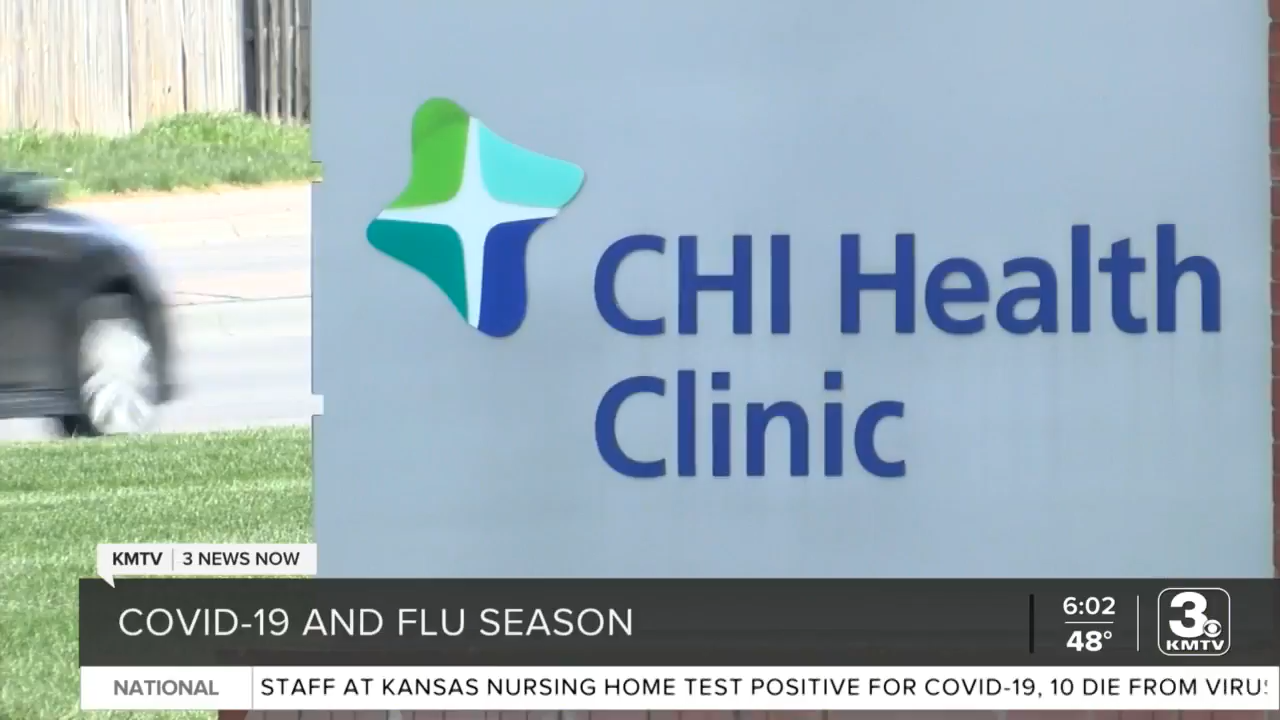 CHI Health
Clinic
KMTV | 3 NEWS NOW
COVID-19 AND FLU SEASON
6:02
48°
3
KMTV
NATIONAL
STAFF AT KANSAS NURSING HOME TEST POSITIVE FOR COVID-19, 10 DIE FROM VIRUS